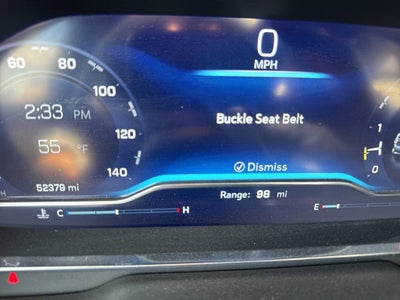 0
MPH
60
80
100
120
140
2:33 PM
55 °F
52379 mi
Buckle Seat Belt
Dismiss
Range: 98 mi
C
H
E
1
0